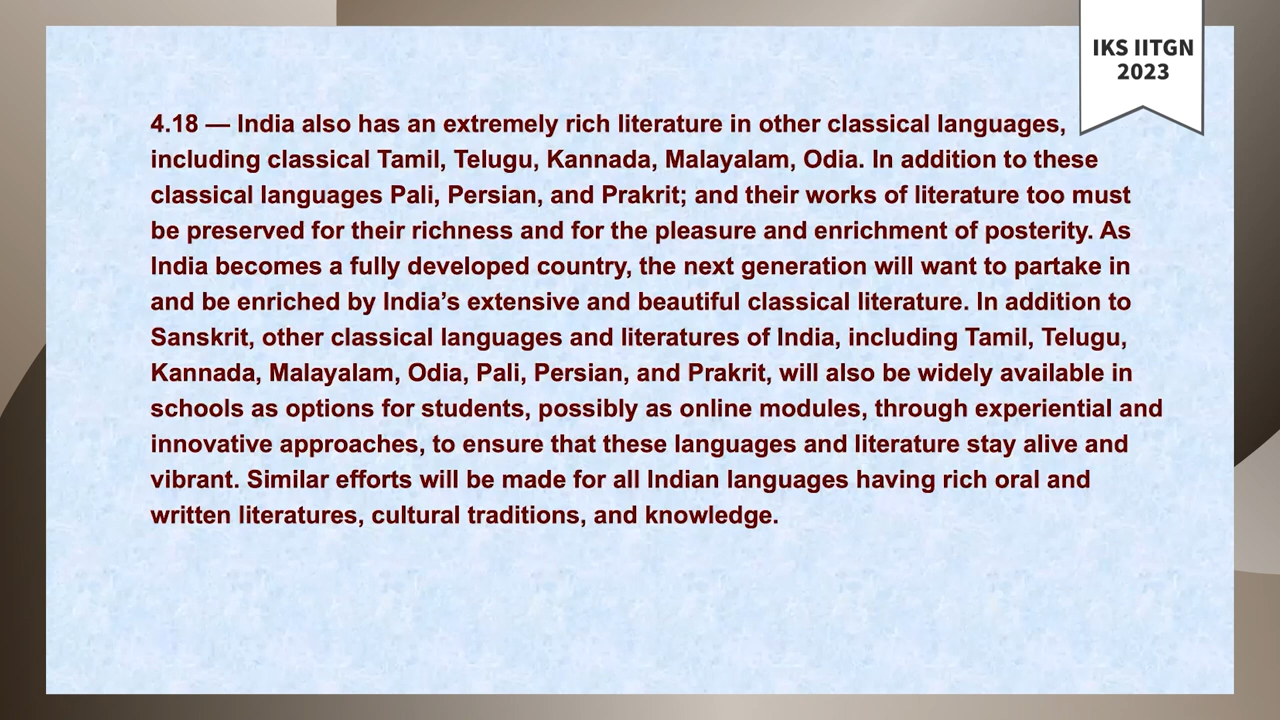 IKS IITGN
2023
4.18 — India also has an extremely rich literature in other classical languages,
including classical Tamil, Telugu, Kannada, Malayalam, Odia. In addition to these
classical languages Pali, Persian, and Prakrit; and their works of literature too must
be preserved for their richness and for the pleasure and enrichment of posterity. As
India becomes a fully developed country, the next generation will want to partake in
and be enriched by India’s extensive and beautiful classical literature. In addition to
Sanskrit, other classical languages and literatures of India, including Tamil, Telugu,
Kannada, Malayalam, Odia, Pali, Persian, and Prakrit, will also be widely available in
schools as options for students, possibly as online modules, through experiential and
innovative approaches, to ensure that these languages and literature stay alive and
vibrant. Similar efforts will be made for all Indian languages having rich oral and
written literatures, cultural traditions, and knowledge.